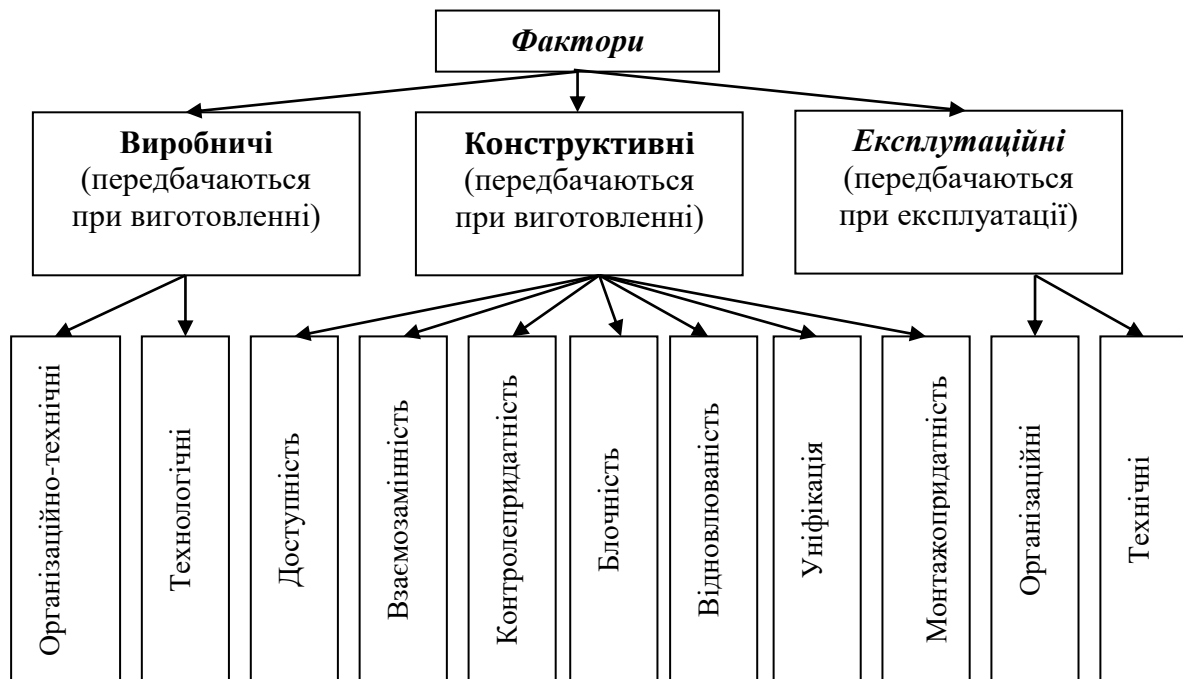 Фактори
Виробничі
(передбачаються
при виготовленні)
Конструктивні
(передбачаються
при виготовленні)
Експлутаційні
(передбачаються
при експлуатації)
Організаційно-технічні
Технологічні
Доступність
Взаємозамінність
Контролепридатність
Блочність
Відновлюваність
Уніфікація
Монтажопридатність
Організаційні
Технічні